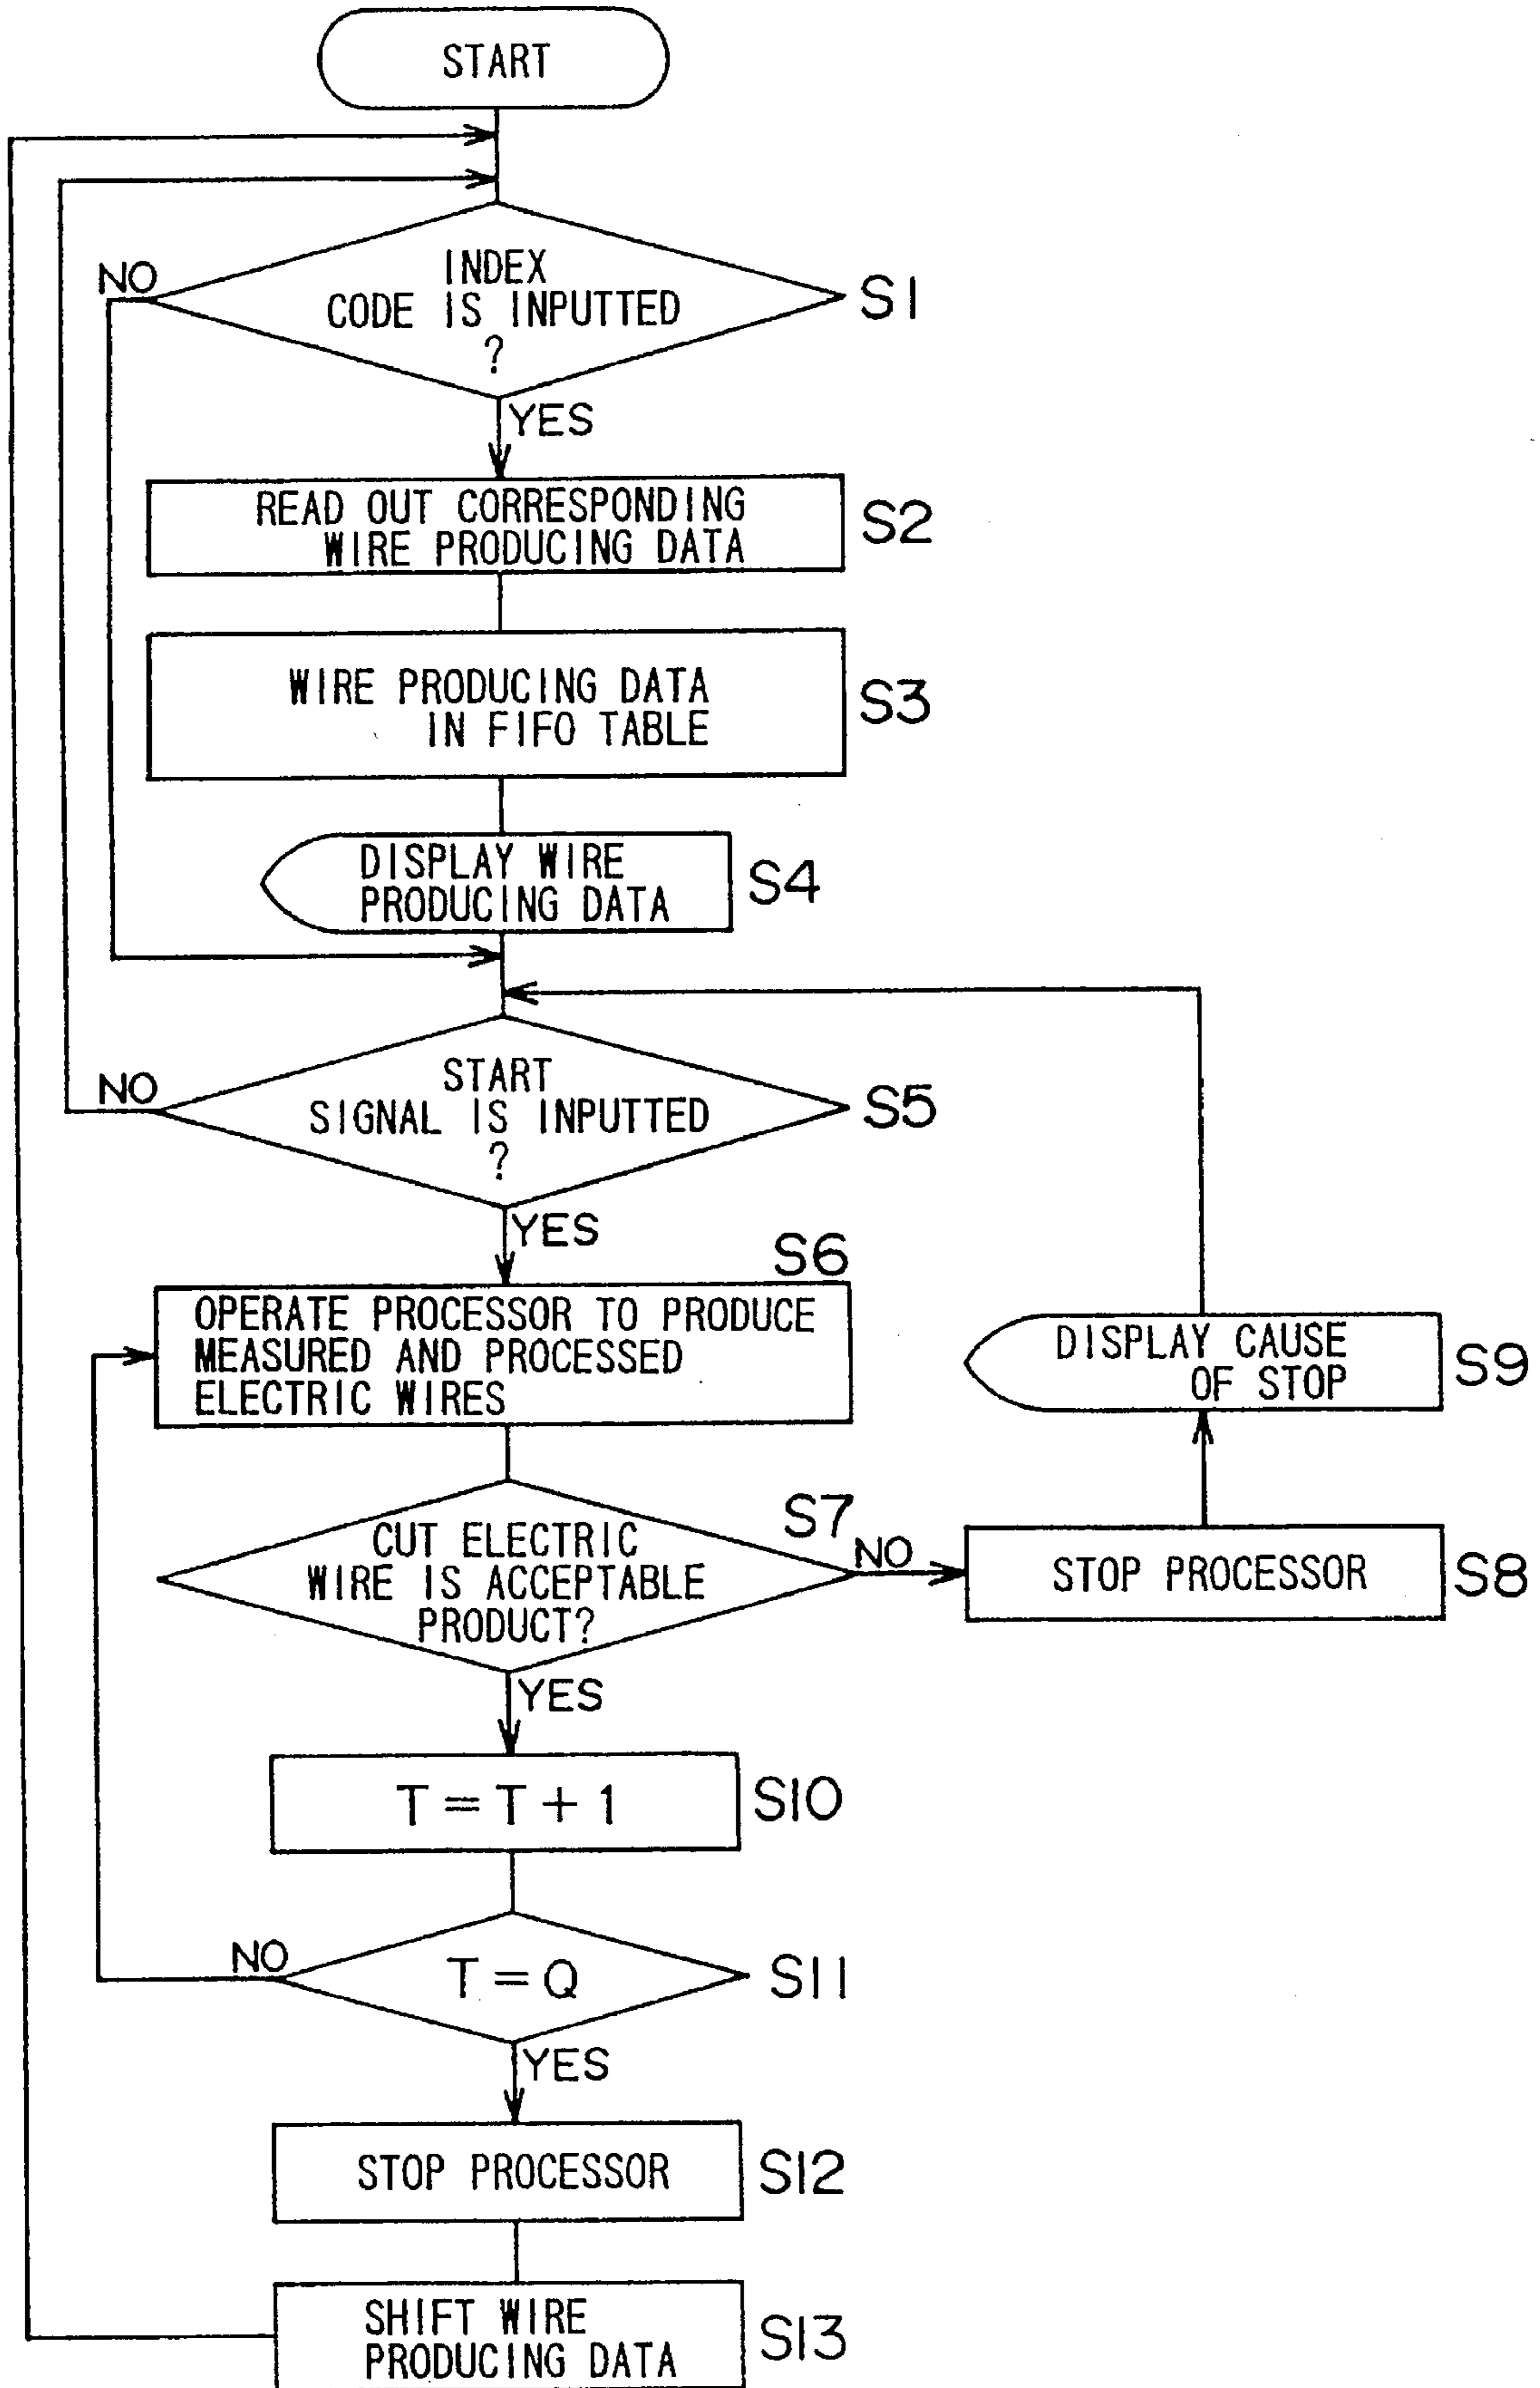 START
NO
INDEX
CODE IS INPUTTED
?
S1
YES
READ OUT CORRESPONDING
WIRE PRODUCING DATA
S2
WIRE PRODUCING DATA
IN FIFO TABLE
S3
DISPLAY WIRE
PRODUCING DATA
S4
NO
START
SIGNAL IS INPUTTED
?
S5
YES
S6
OPERATE PROCESSOR TO PRODUCE
MEASURED AND PROCESSED
ELECTRIC WIRES
DISPLAY CAUSE
OF STOP
S9
S7
CUT ELECTRIC
WIRE IS ACCEPTABLE
PRODUCT?
NO
STOP PROCESSOR
S8
YES
T = T + 1
S10
NO
T = Q
S11
YES
STOP PROCESSOR
S12
SHIFT WIRE
PRODUCING DATA
S13